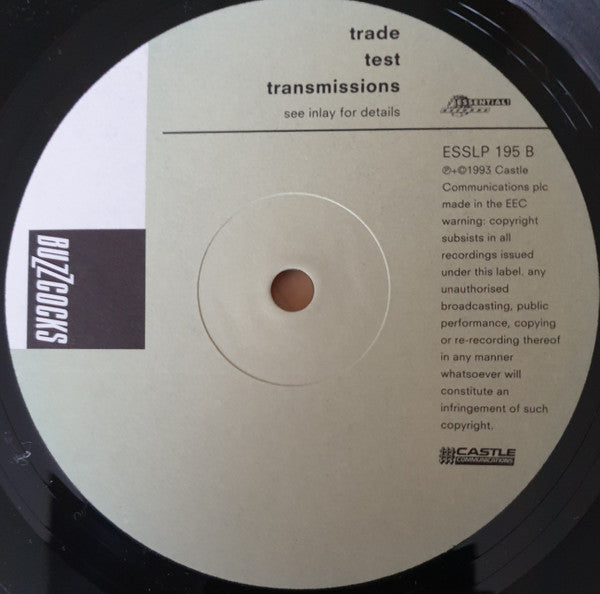 trade
test
transmissions
see inlay for details
ESSENTIAL!
RECORDS
BUZZCOCKS
ESSLP 195 B
℗+©1993 Castle
Communications plc
made in the EEC
warning: copyright
subsists in all
recordings issued
under this label. any
unauthorised
broadcasting, public
performance, copying
or re-recording thereof
in any manner
whatsoever will
constitute an
infringement of such
copyright.
CASTLE
COMMUNICATIONS